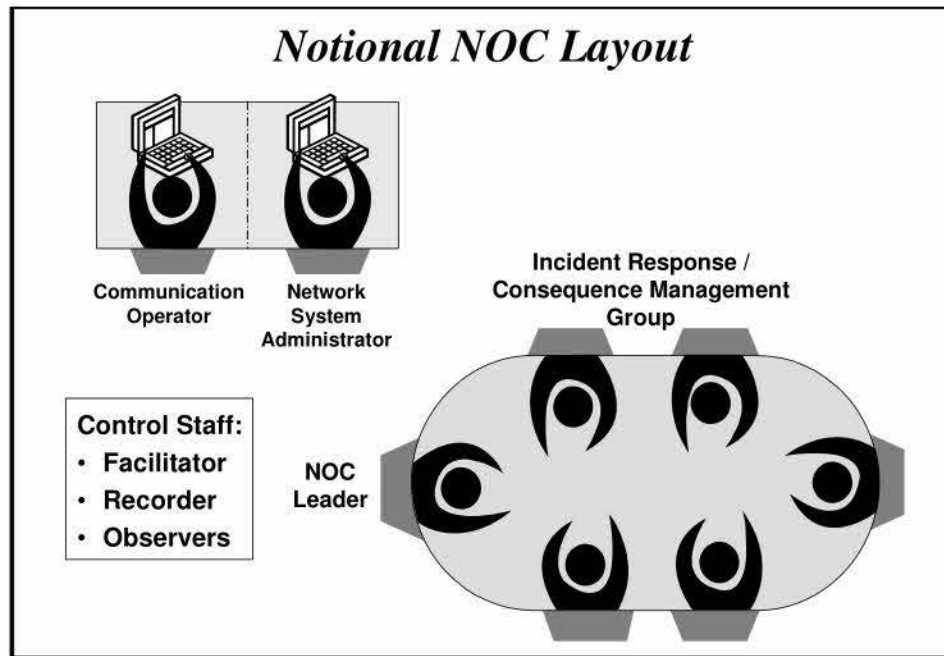 Notional NOC Layout
Communication
Operator
Network
System
Administrator
Incident Response /
Consequence Management
Group
Control Staff:
• Facilitator
• Recorder
• Observers
NOC
Leader